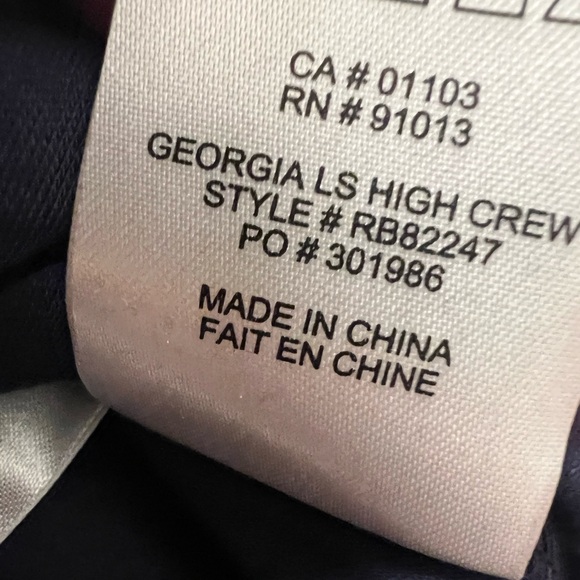 CA # 01103
RN # 91013
GEORGIA LS HIGH CREW
STYLE # RB82247
PO # 301986
MADE IN CHINA
FAIT EN CHINE